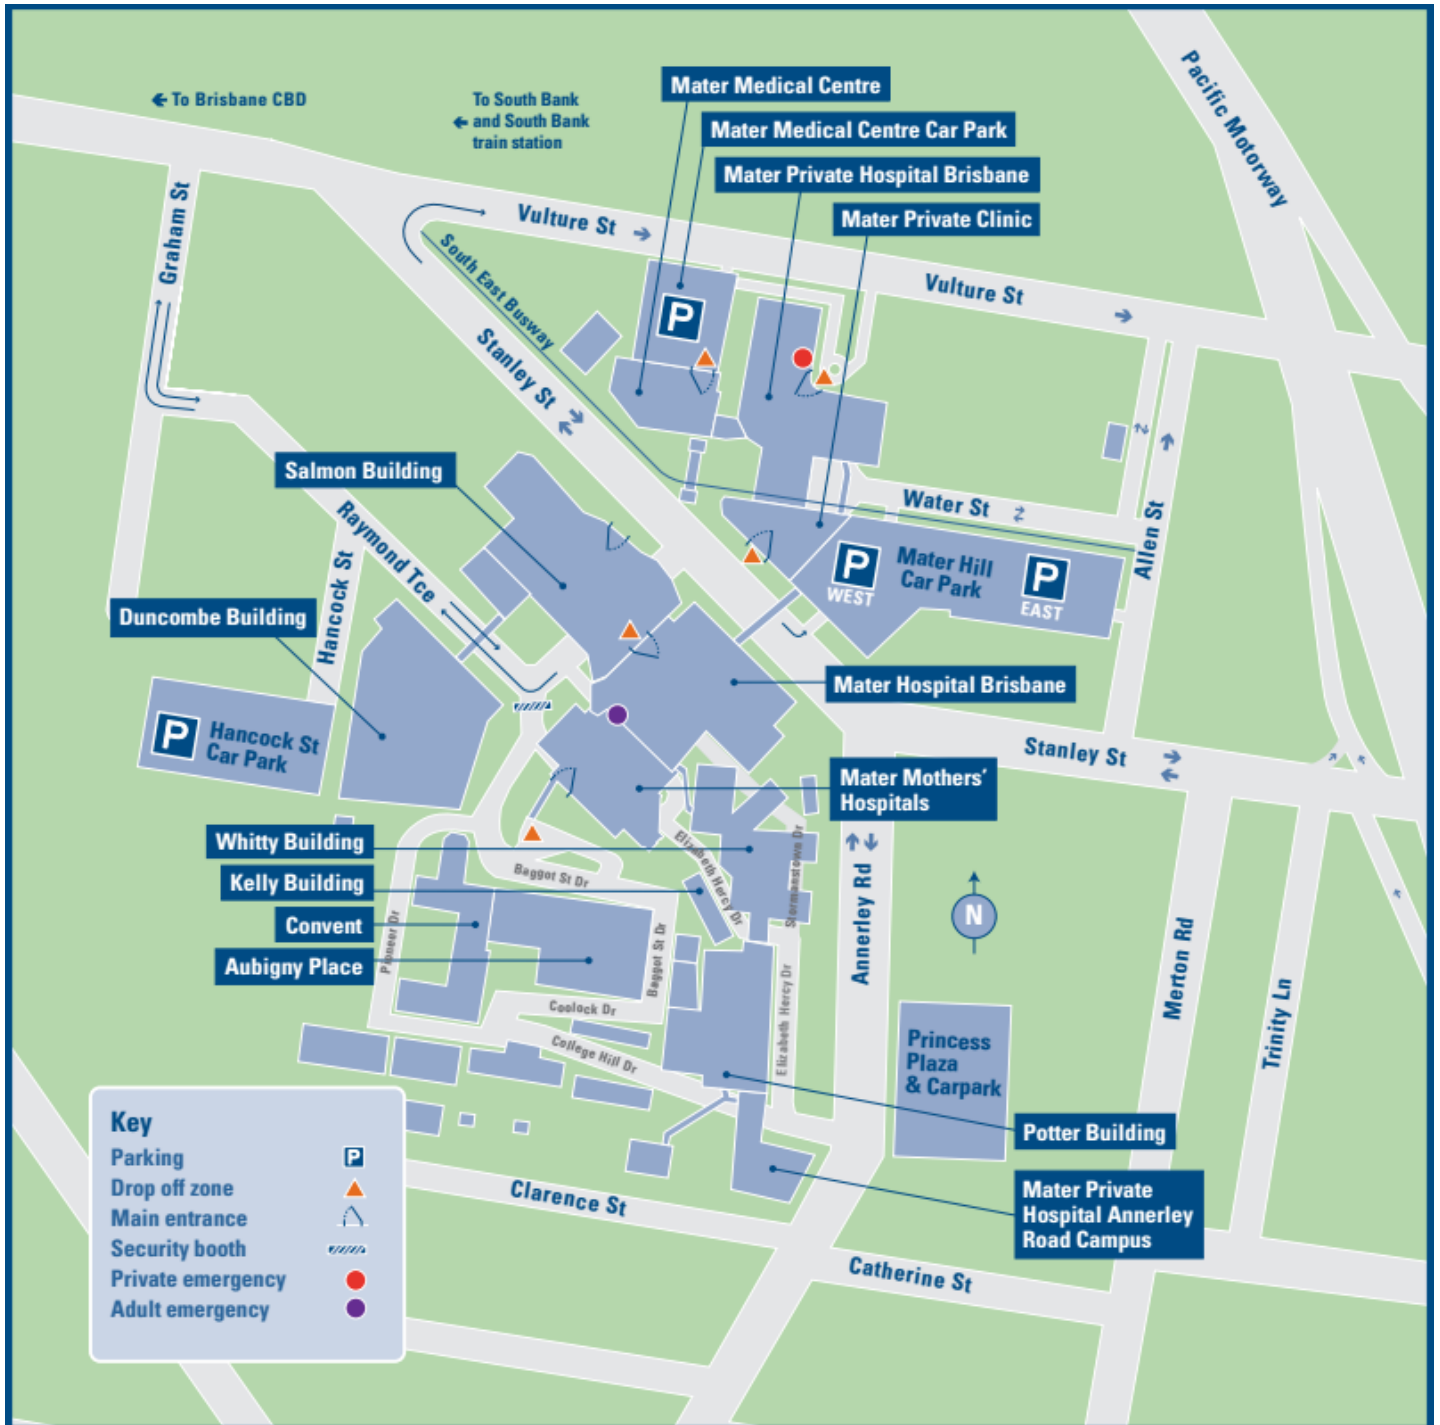 To Brisbane CBD
To South Bank
and South Bank
train station
Mater Medical Centre
Mater Medical Centre Car Park
Mater Private Hospital Brisbane
Mater Private Clinic
Pacific Motorway
Graham St
Vulture St
Vulture St
South East Busway
Stanley St
P
Salmon Building
Raymond Tce
Hancock St
Water St
Allen St
P
WEST
Mater Hill
Car Park
P
EAST
Duncombe Building
Mater Hospital Brisbane
P
Hancock St
Car Park
Stanley St
Mater Mothers'
Hospitals
Whitty Building
Kelly Building
Convent
Aubigny Place
Baggot St Dr
Elizabeth Hercy Dr
Stormanstown Dr
Annerley Rd
N
Pioneer Dr
Baggot St Dr
Elizabeth Hercy Dr
Merton Rd
Trinity Ln
Coolock Dr
College Hill Dr
Princess
Plaza
& Carpark
Potter Building
Mater Private
Hospital Annerley
Road Campus
Clarence St
Catherine St
Key
Parking
P
Drop off zone
Main entrance
Security booth
Private emergency
Adult emergency